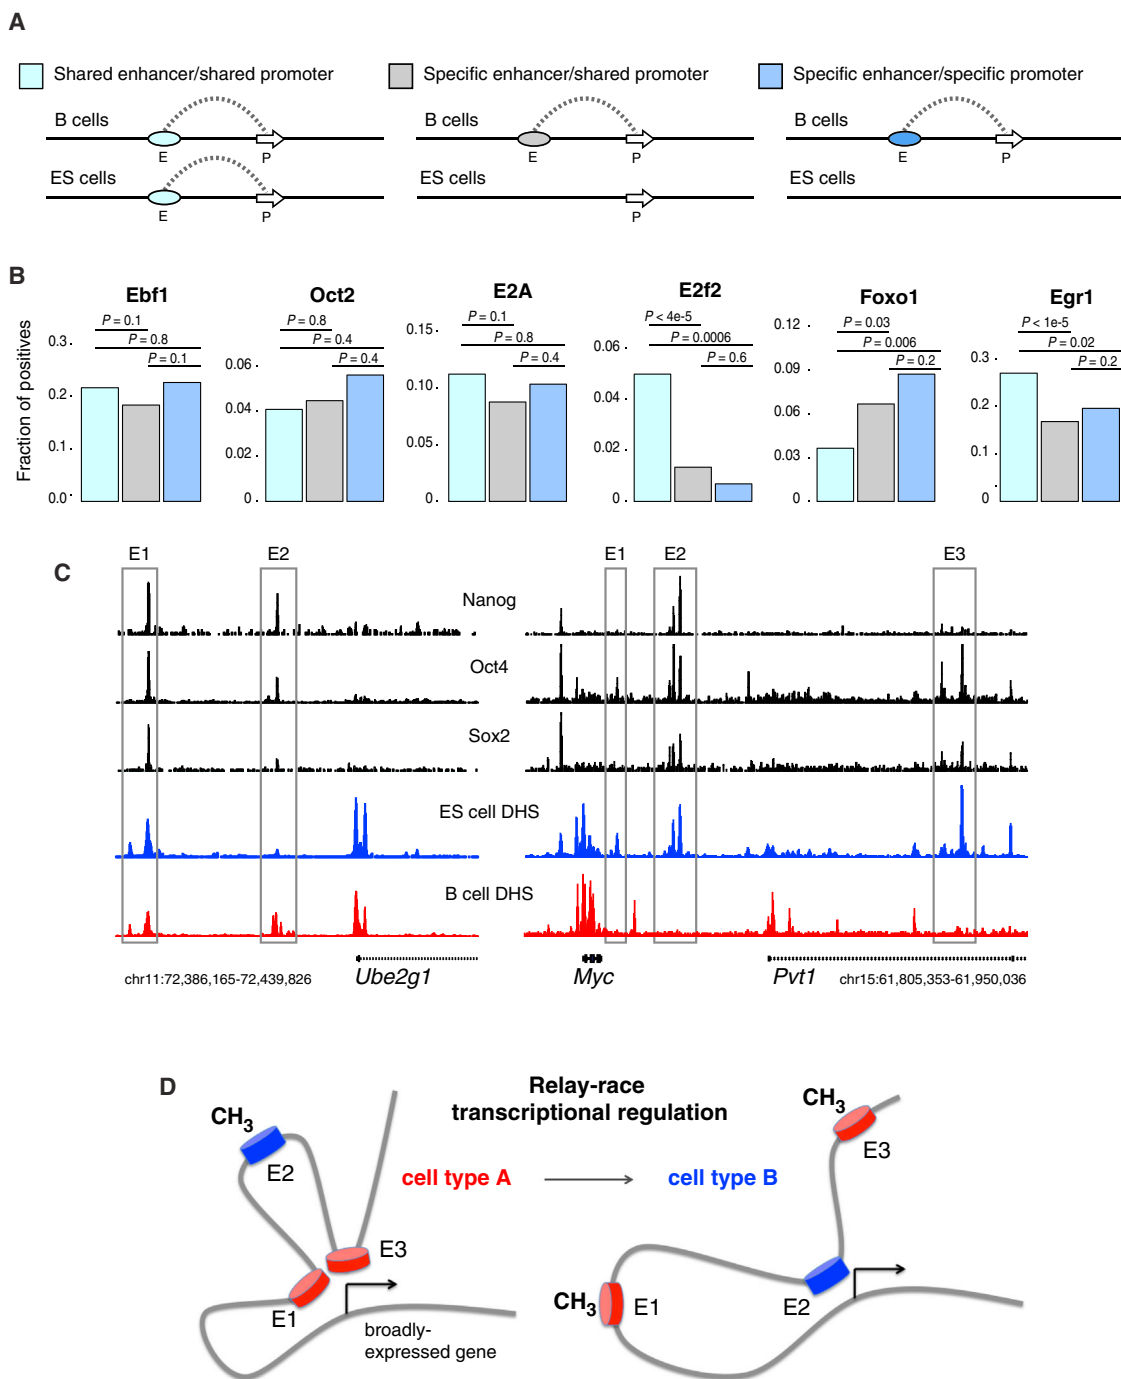 A
Shared enhancer/shared promoter
Specific enhancer/shared promoter
Specific enhancer/specific promoter
B cells
E
P
ES cells
E
P
B cells
E
P
ES cells
P
B cells
E
P
ES cells
B
Fraction of positives
Ebf1
P = 0.1
P = 0.8
P = 0.1
0.3
0.2
0.1
0.0
Oct2
P = 0.8
P = 0.4
P = 0.4
0.06
0.04
0.02
0
E2A
P = 0.1
P = 0.8
P = 0.4
0.15
0.10
0.05
0
E2f2
P < 4e-5
P = 0.0006
P = 0.6
0.06
0.04
0.02
0
Foxo1
P = 0.03
P = 0.006
P = 0.2
0.12
0.09
0.06
0.03
0
Egr1
P < 1e-5
P = 0.02
P = 0.2
0.3
0.2
0.1
0
C
E1
E2
E1
E2
E3
Nanog
Oct4
Sox2
ES cell DHS
B cell DHS
Ube2g1
chr11:72,386,165-72,439,826
Myc
Pvt1
chr15:61,805,353-61,950,036
D
Relay-race
transcriptional regulation
cell type A
cell type B
CH3
E2
E3
E1
broadly-
expressed gene
CH3
E3
CH3
E1
E2